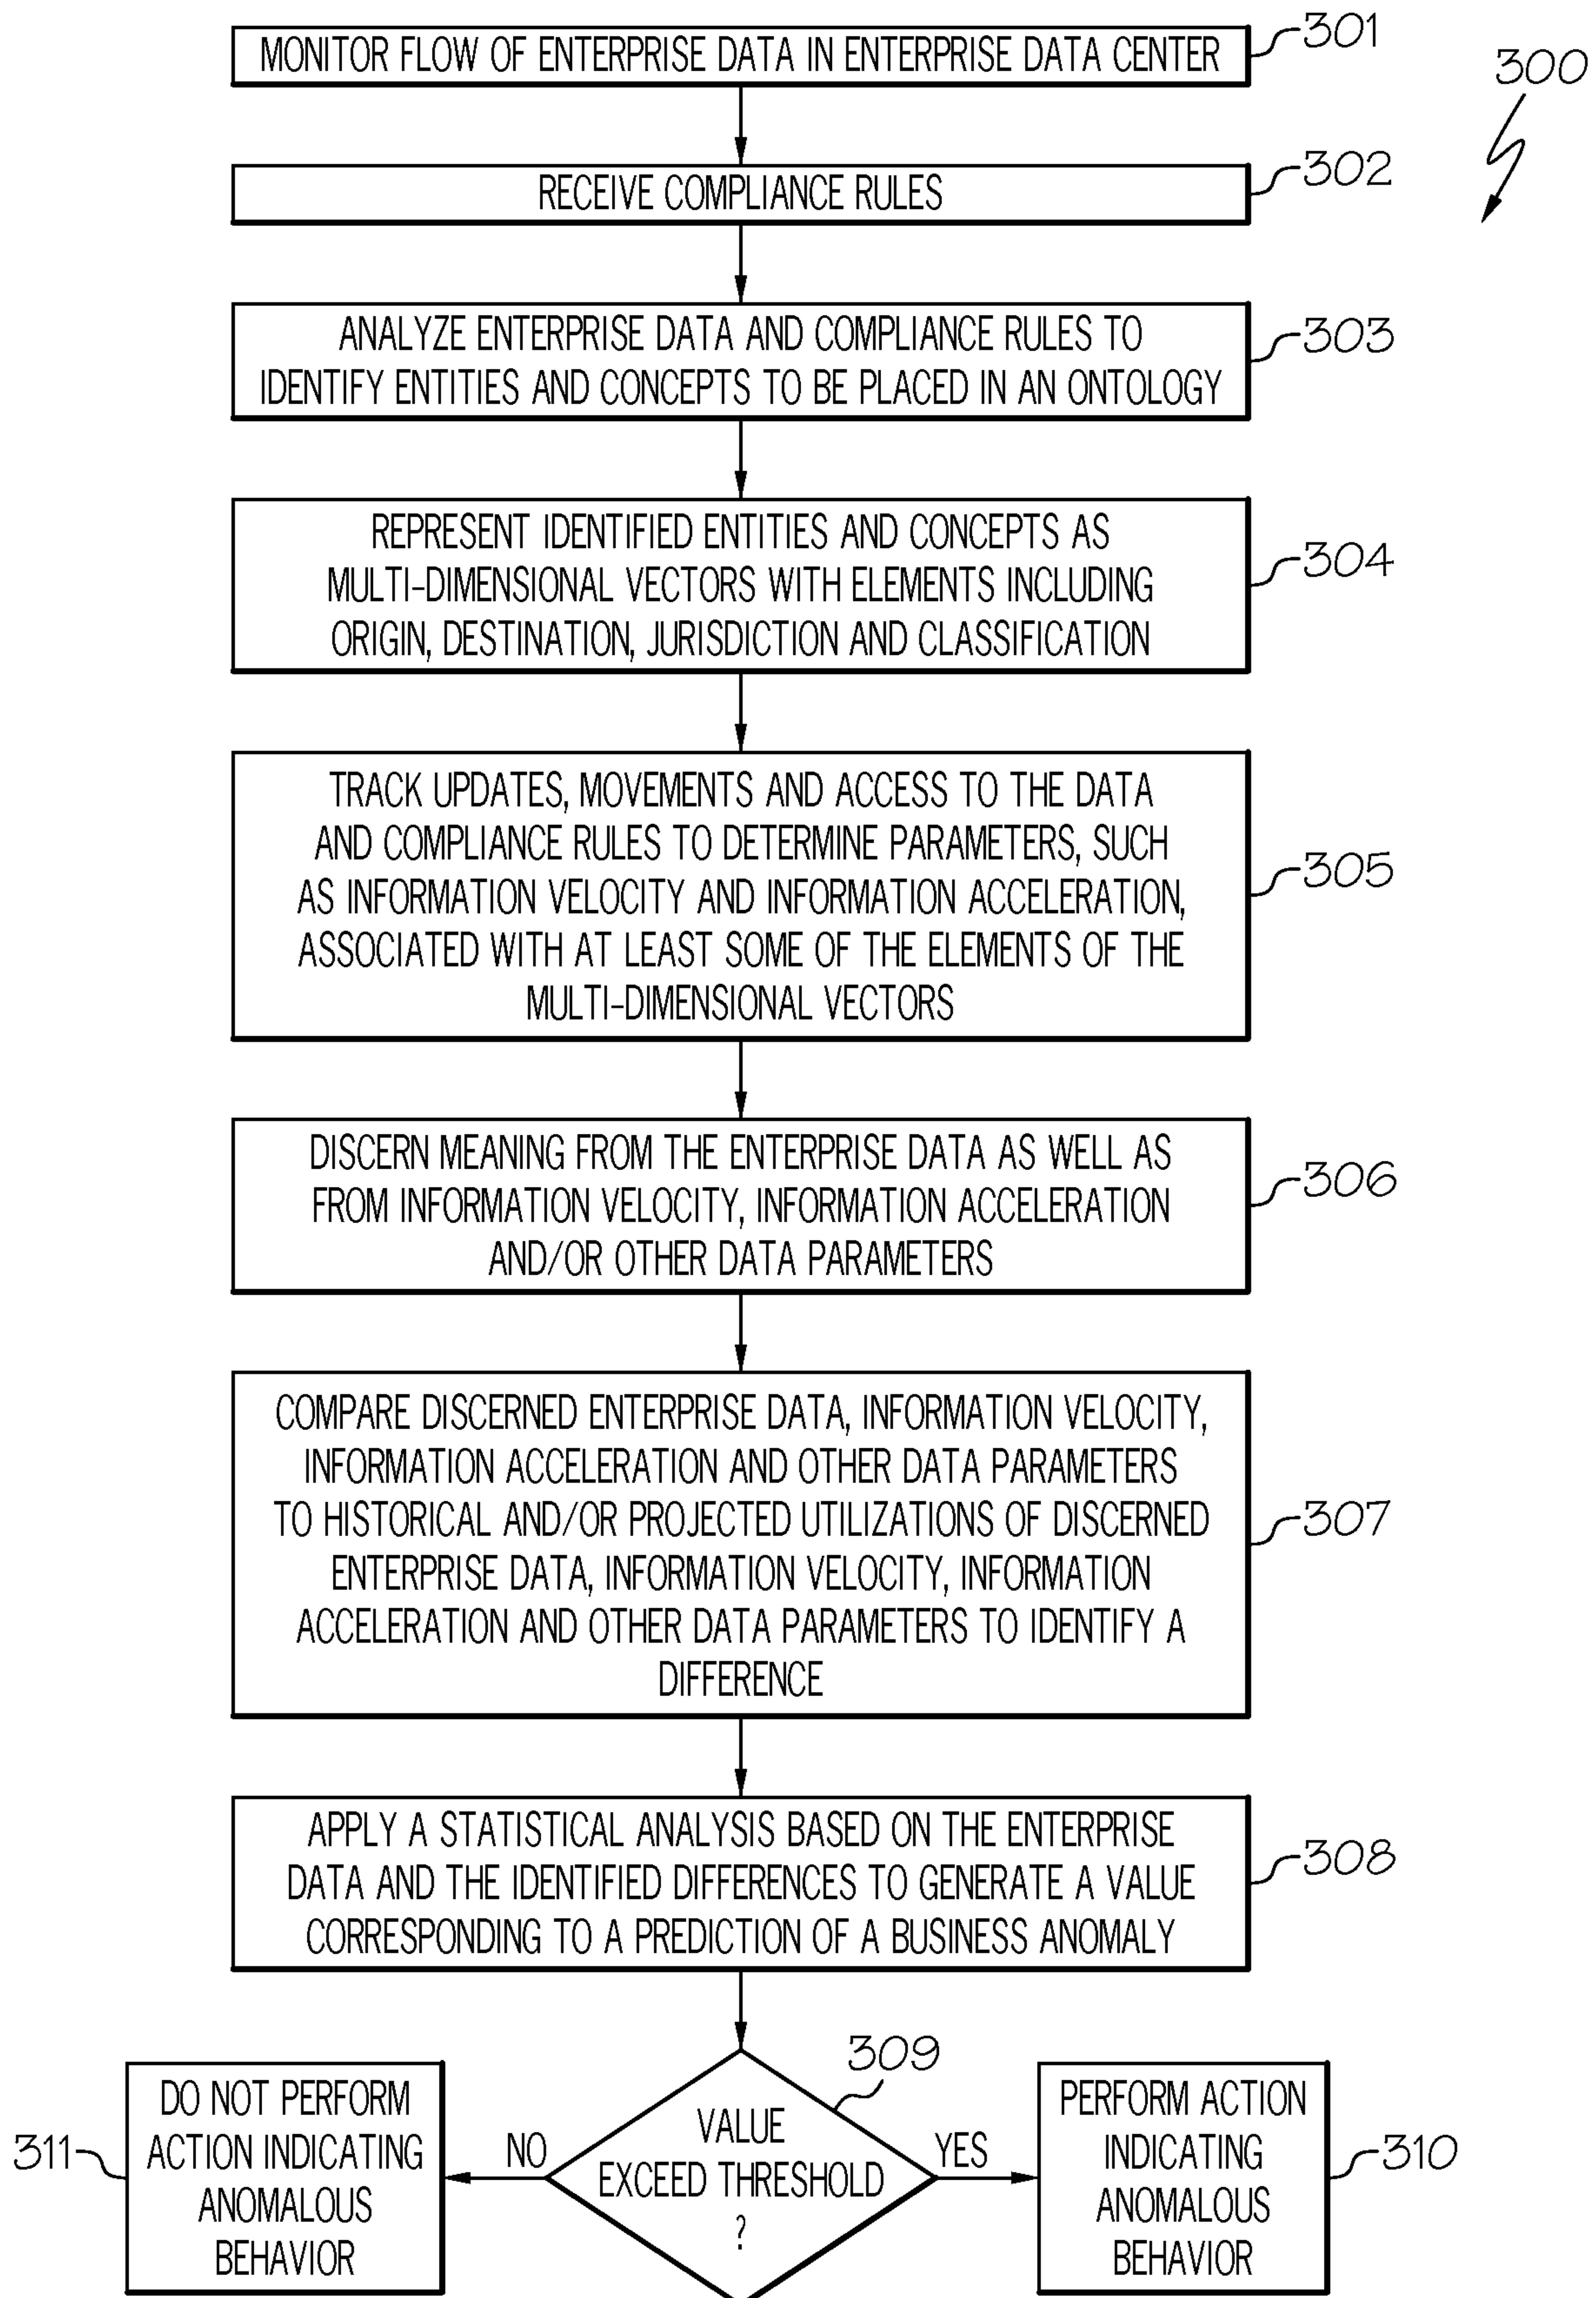 MONITOR FLOW OF ENTERPRISE DATA IN ENTERPRISE DATA CENTER
301
300
RECEIVE COMPLIANCE RULES
302
ANALYZE ENTERPRISE DATA AND COMPLIANCE RULES TO
IDENTIFY ENTITIES AND CONCEPTS TO BE PLACED IN AN ONTOLOGY
303
REPRESENT IDENTIFIED ENTITIES AND CONCEPTS AS
MULTI-DIMENSIONAL VECTORS WITH ELEMENTS INCLUDING
ORIGIN, DESTINATION, JURISDICTION AND CLASSIFICATION
304
TRACK UPDATES, MOVEMENTS AND ACCESS TO THE DATA
AND COMPLIANCE RULES TO DETERMINE PARAMETERS, SUCH
AS INFORMATION VELOCITY AND INFORMATION ACCELERATION,
ASSOCIATED WITH AT LEAST SOME OF THE ELEMENTS OF THE
MULTI-DIMENSIONAL VECTORS
305
DISCERN MEANING FROM THE ENTERPRISE DATA AS WELL AS
FROM INFORMATION VELOCITY, INFORMATION ACCELERATION
AND/OR OTHER DATA PARAMETERS
306
COMPARE DISCERNED ENTERPRISE DATA, INFORMATION VELOCITY,
INFORMATION ACCELERATION AND OTHER DATA PARAMETERS
TO HISTORICAL AND/OR PROJECTED UTILIZATIONS OF DISCERNED
ENTERPRISE DATA, INFORMATION VELOCITY, INFORMATION
ACCELERATION AND OTHER DATA PARAMETERS TO IDENTIFY A
DIFFERENCE
307
APPLY A STATISTICAL ANALYSIS BASED ON THE ENTERPRISE
DATA AND THE IDENTIFIED DIFFERENCES TO GENERATE A VALUE
CORRESPONDING TO A PREDICTION OF A BUSINESS ANOMALY
308
309
VALUE
EXCEED THRESHOLD
?
NO
YES
311
DO NOT PERFORM
ACTION INDICATING
ANOMALOUS
BEHAVIOR
PERFORM ACTION
INDICATING
ANOMALOUS
BEHAVIOR
310